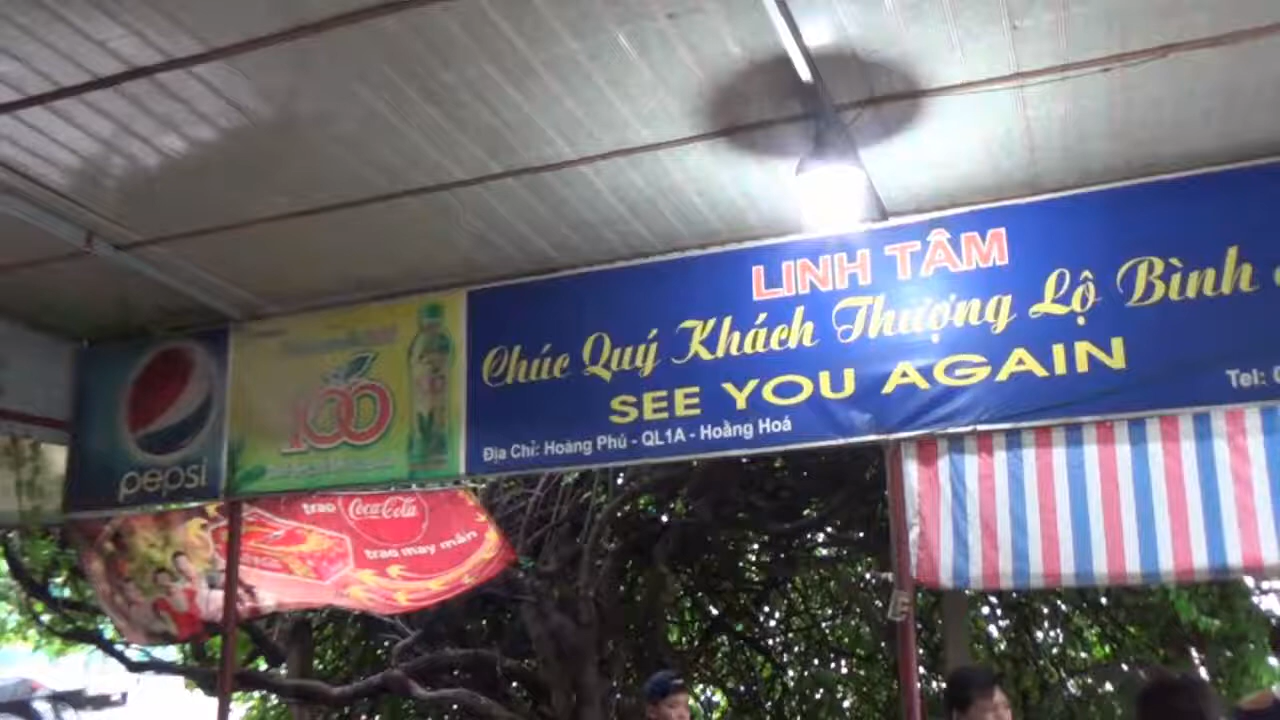 LINH TÂM
Chúc Quý Khách Thượng Lộ Bình
SEE YOU AGAIN
Địa Chỉ: Hoàng Phú - QL1A - Hoằng Hoá
Tel:
pepsi
100
trao Coca-Cola
trao may mắn